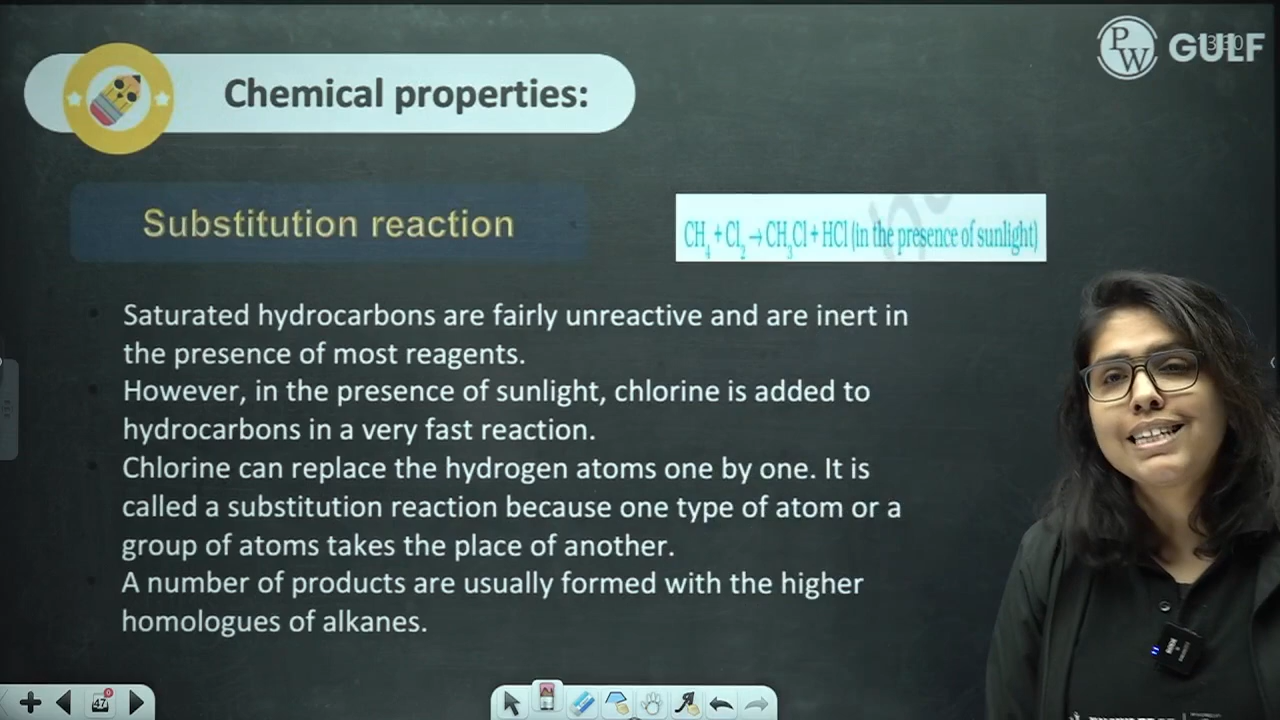 PW GULF
Chemical properties:
Substitution reaction
CH₄ + Cl₂ → CH₃Cl + HCl (in the presence of sunlight)
Saturated hydrocarbons are fairly unreactive and are inert in
the presence of most reagents.
However, in the presence of sunlight, chlorine is added to
hydrocarbons in a very fast reaction.
Chlorine can replace the hydrogen atoms one by one. It is
called a substitution reaction because one type of atom or a
group of atoms takes the place of another.
A number of products are usually formed with the higher
homologues of alkanes.
47